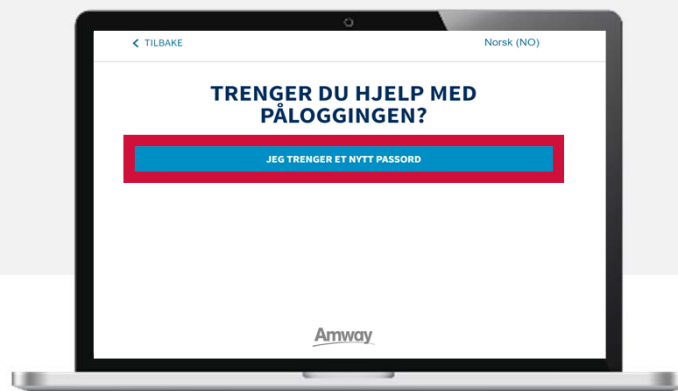 TILBAKE
Norsk (NO)
TRENGER DU HJELP MED
PÅLOGGINGEN?
JEG TRENGER ET NYTT PASSORD
Amway